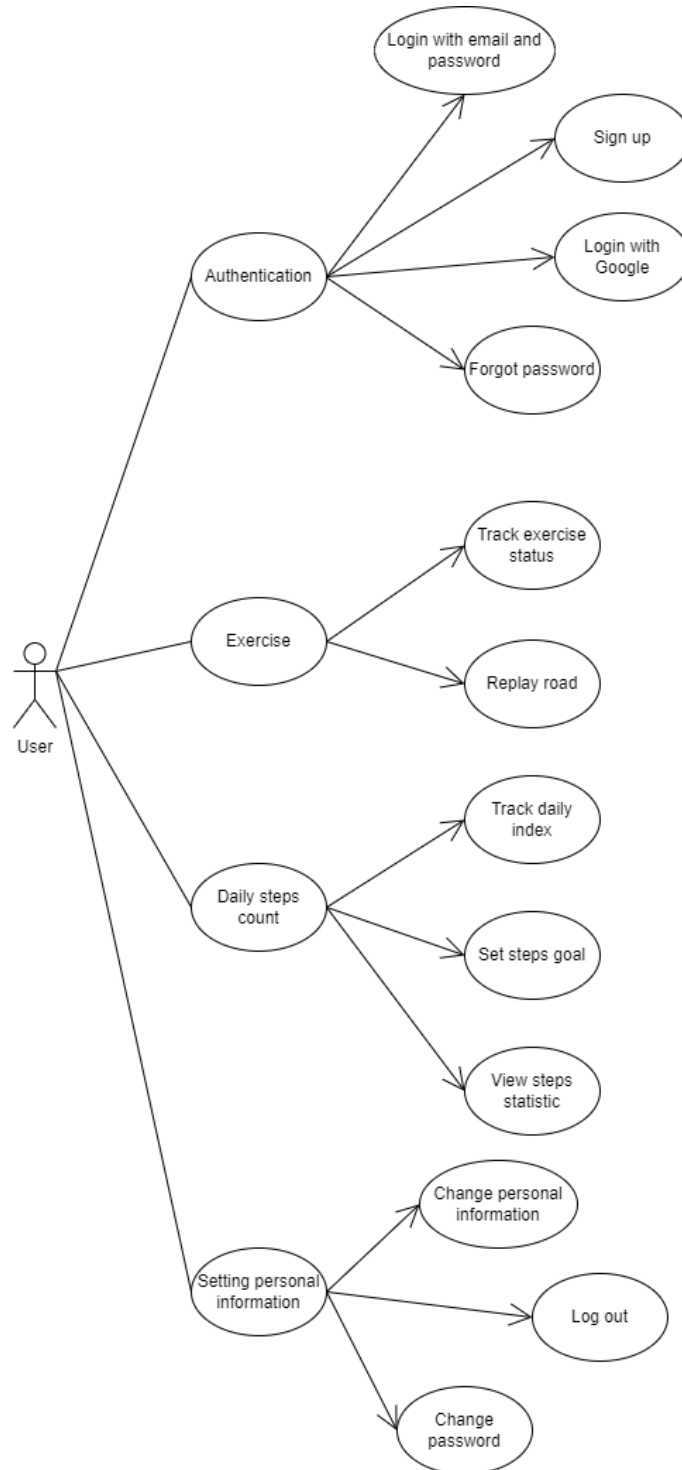 Login with email and
password
Sign up
Login with
Google
Authentication
Forgot password
Track exercise
status
Exercise
Replay road
User
Track daily
index
Daily steps
count
Set steps goal
View steps
statistic
Change personal
information
Setting personal
information
Log out
Change
password